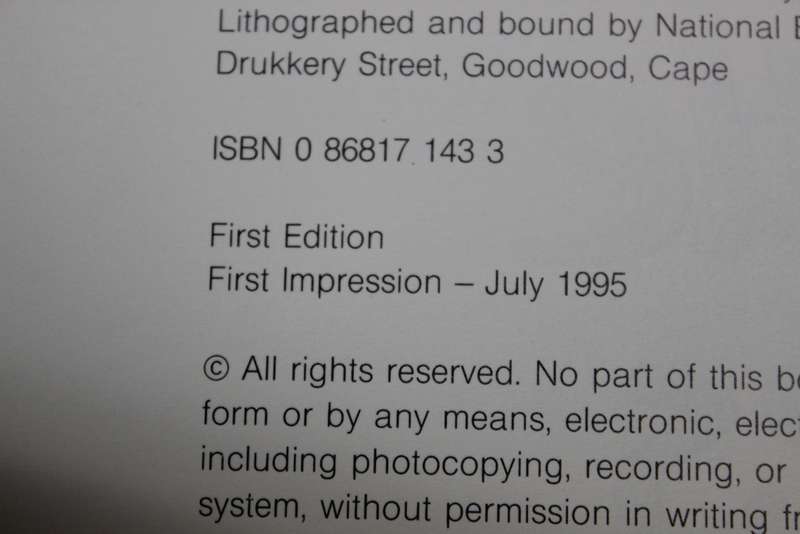 Lithographed and bound by National
Drukkery Street, Goodwood, Cape
ISBN 0 86817 143 3
First Edition
First Impression – July 1995
© All rights reserved. No part of this
form or by any means, electronic,
including photocopying, recording, or
system, without permission in writing